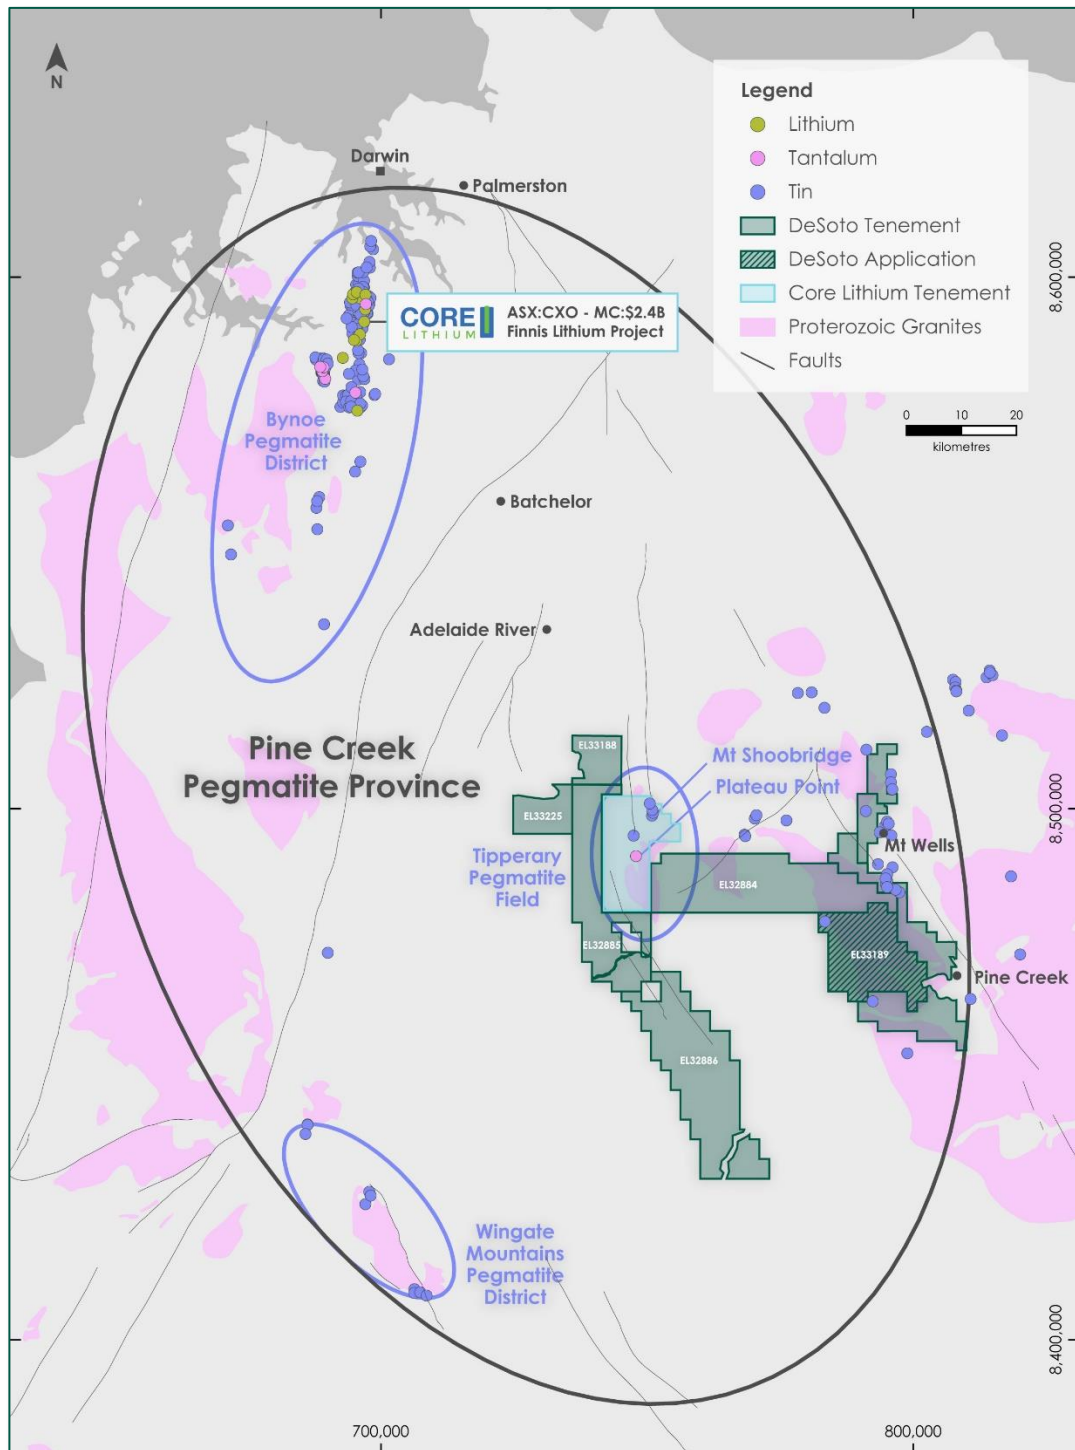 N
Legend
Lithium
Tantalum
Tin
DeSoto Tenement
DeSoto Application
Core Lithium Tenement
Proterozoic Granites
Faults
0 10 20
kilometres
Darwin
Palmerston
8,600,000
CORE
LITHIUM
ASX:CXO - MC:$2.4B
Finnis Lithium Project
Bynoe
Pegmatite
District
Batchelor
Adelaide River
Pine Creek
Pegmatite Province
EL33188
Mt Shoobridge
Plateau Point
EL33225
8,500,000
Mt Wells
Tipperary
Pegmatite
Field
EL32884
EL32885
EL33189
Pine Creek
EL32886
Wingate
Mountains
Pegmatite
District
8,400,000
700,000
800,000